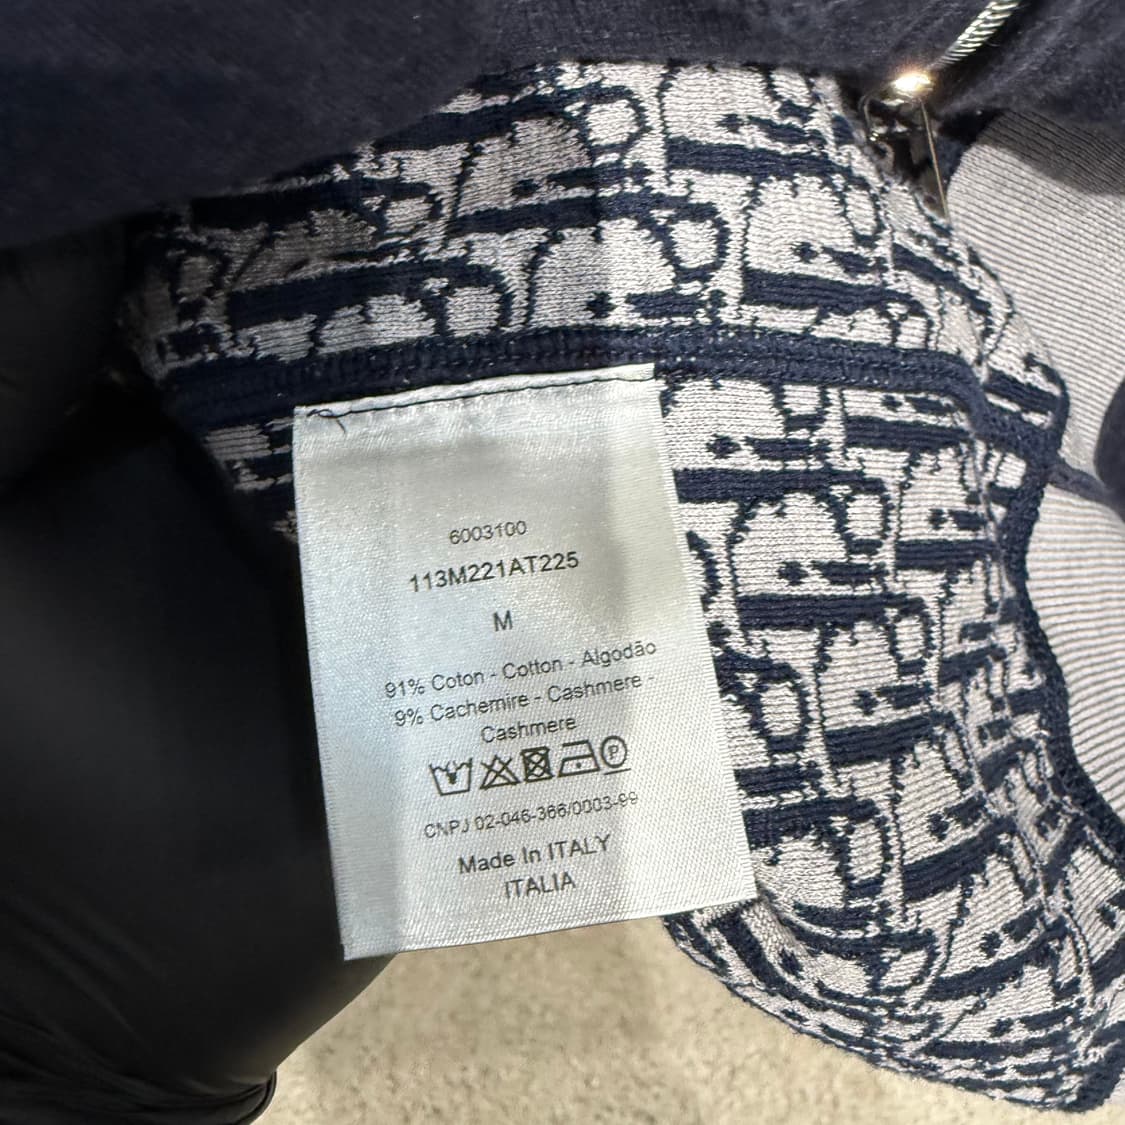 6003100
113M221AT225
M
91% Coton - Cotton - Algodão
9% Cachemire - Cashmere -
Cashmere
P
CNPJ 02-046-366/0003-99
Made In ITALY
ITALIA